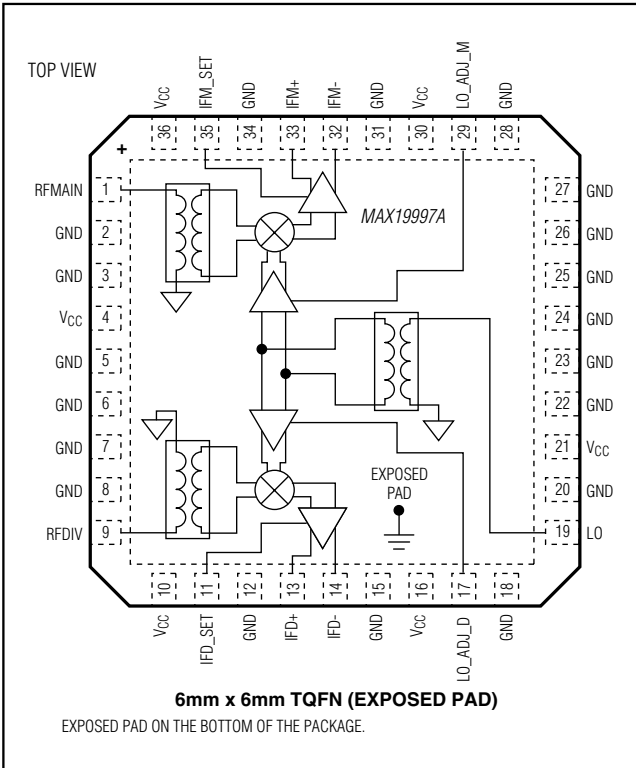 TOP VIEW
VCC
IFM_SET
GND
IFM+
IFM-
GND
VCC
LO_ADJ_M
GND
36
35
34
33
32
31
30
29
28
+
RFMAIN 1
GND 2
GND 3
VCC 4
GND 5
GND 6
GND 7
GND 8
RFDIV 9
MAX19997A
27 GND
26 GND
25 GND
24 GND
23 GND
22 GND
21 VCC
20 GND
19 LO
EXPOSED
PAD
10
11
12
13
14
15
16
17
18
VCC
IFD_SET
GND
IFD+
IFD-
GND
VCC
LO_ADJ_D
GND
6mm x 6mm TQFN (EXPOSED PAD)
EXPOSED PAD ON THE BOTTOM OF THE PACKAGE.